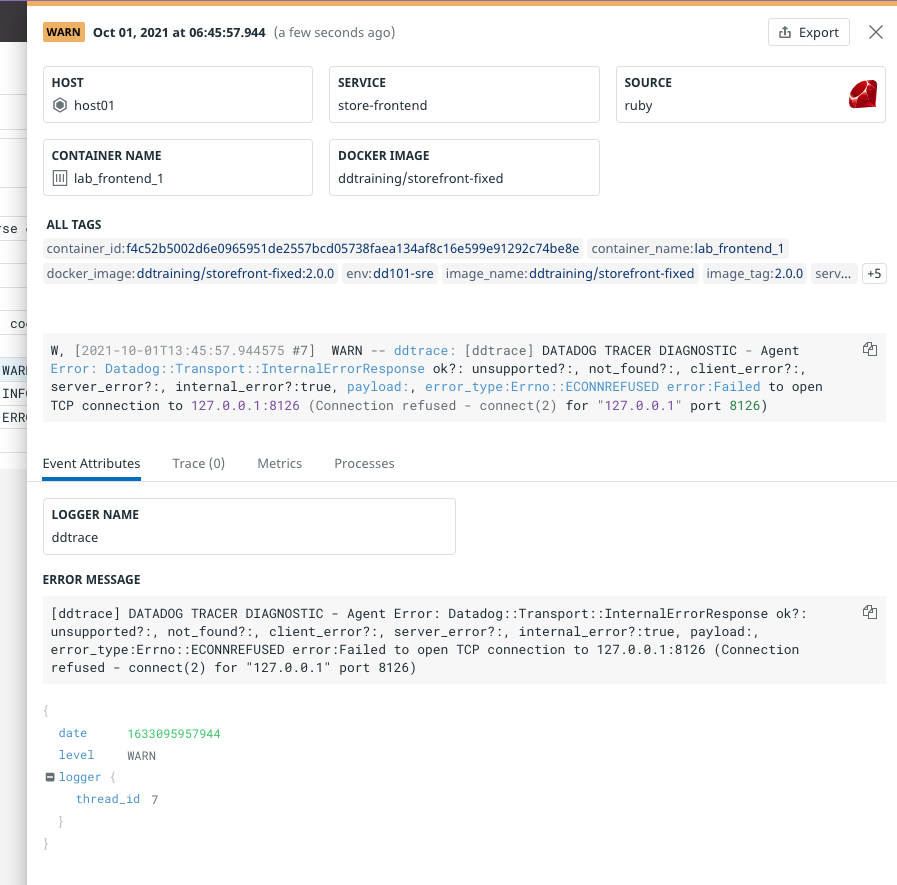 WARN Oct 01, 2021 at 06:45:57.944 (a few seconds ago) Export
HOST
host01
SERVICE
store-frontend
SOURCE
ruby
CONTAINER NAME
lab_frontend_1
DOCKER IMAGE
ddtraining/storefront-fixed
ALL TAGS
container_id:f4c52b5002d6e0965951de2557bcd05738faea134af8c16e599e91292c74be8e container_name:lab_frontend_1
docker_image:ddtraining/storefront-fixed:2.0.0 env:dd101-sre image_name:ddtraining/storefront-fixed image_tag:2.0.0 serv... +5
W, [2021-10-01T13:45:57.944575 #7] WARN -- ddtrace: [ddtrace] DATADOG TRACER DIAGNOSTIC - Agent
Error: Datadog::Transport::InternalErrorResponse ok?: unsupported?:, not_found?:, client_error?:,
server_error?:, internal_error?:true, payload:, error_type:Errno::ECONNREFUSED error:Failed to open
TCP connection to 127.0.0.1:8126 (Connection refused - connect(2) for "127.0.0.1" port 8126)
Event Attributes Trace (0) Metrics Processes
LOGGER NAME
ddtrace
ERROR MESSAGE
[ddtrace] DATADOG TRACER DIAGNOSTIC - Agent Error: Datadog::Transport::InternalErrorResponse ok?:
unsupported?:, not_found?:, client_error?:, server_error?:, internal_error?:true, payload:,
error_type:Errno::ECONNREFUSED error:Failed to open TCP connection to 127.0.0.1:8126 (Connection
refused - connect(2) for "127.0.0.1" port 8126)
{
date 1633095957944
level WARN
logger {
thread_id 7
}
}